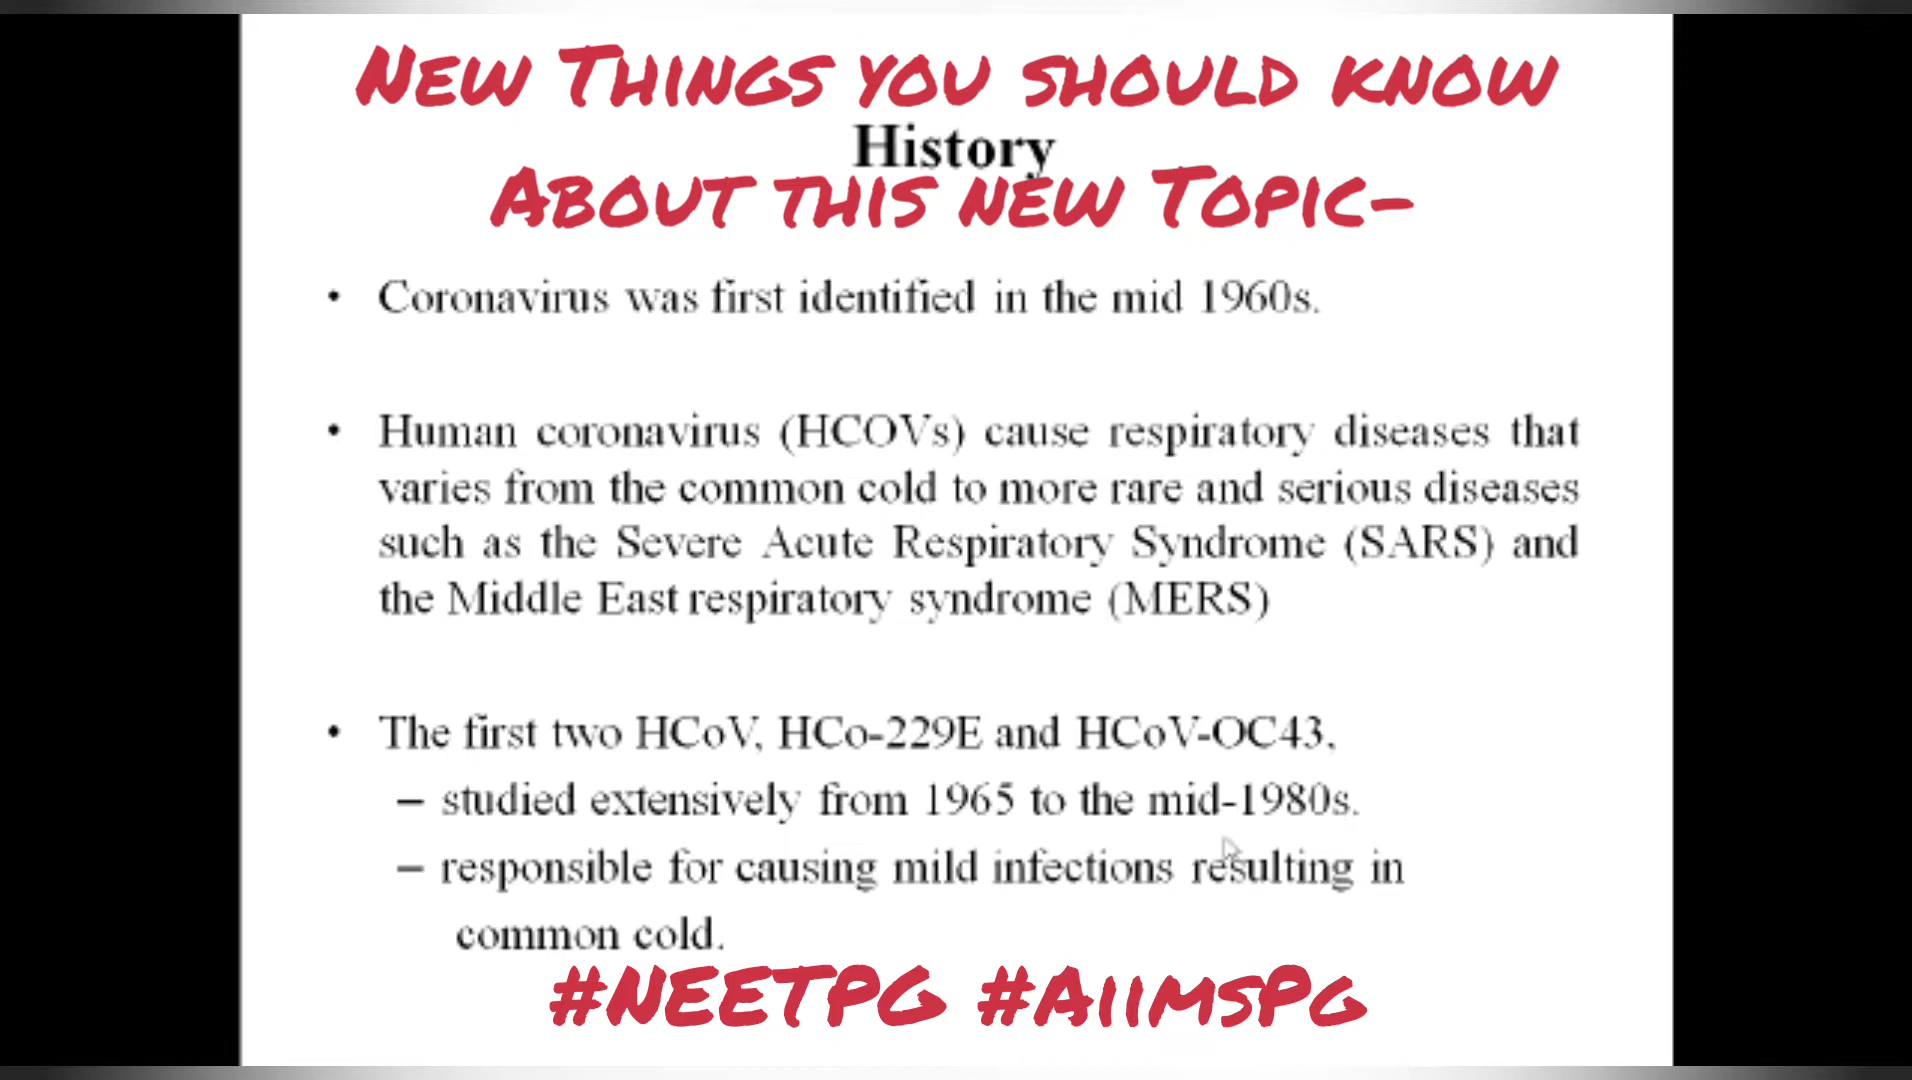 New Things you should know
History
About this new Topic-
• Coronavirus was first identified in the mid 1960s.
• Human coronavirus (HCOVs) cause respiratory diseases that
varies from the common cold to more rare and serious diseases
such as the Severe Acute Respiratory Syndrome (SARS) and
the Middle East respiratory syndrome (MERS)
• The first two HCoV, HCo-229E and HCoV-OC43,
– studied extensively from 1965 to the mid-1980s.
– responsible for causing mild infections resulting in
common cold.
#NEETPG #AiimsPg